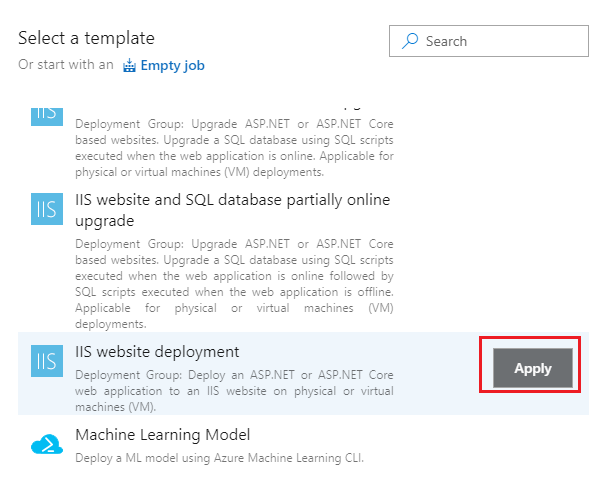 Select a template
Search
Or start with an Empty job
IIS
Deployment Group: Upgrade ASP.NET or ASP.NET Core
based websites. Upgrade a SQL database using SQL scripts
executed when the web application is online. Applicable for
physical or virtual machines (VM) deployments.
IIS
IIS website and SQL database partially online
upgrade
Deployment Group: Upgrade ASP.NET or ASP.NET Core
based websites. Upgrade a SQL database using SQL scripts
executed when the web application is online followed by
SQL scripts executed when the web application is offline.
Applicable for physical or virtual machines (VM)
deployments.
IIS
IIS website deployment
Deployment Group: Deploy an ASP.NET or ASP.NET Core
web application to an IIS website on physical or virtual
machines (VM).
Apply
Machine Learning Model
Deploy a ML model using Azure Machine Learning CLI.